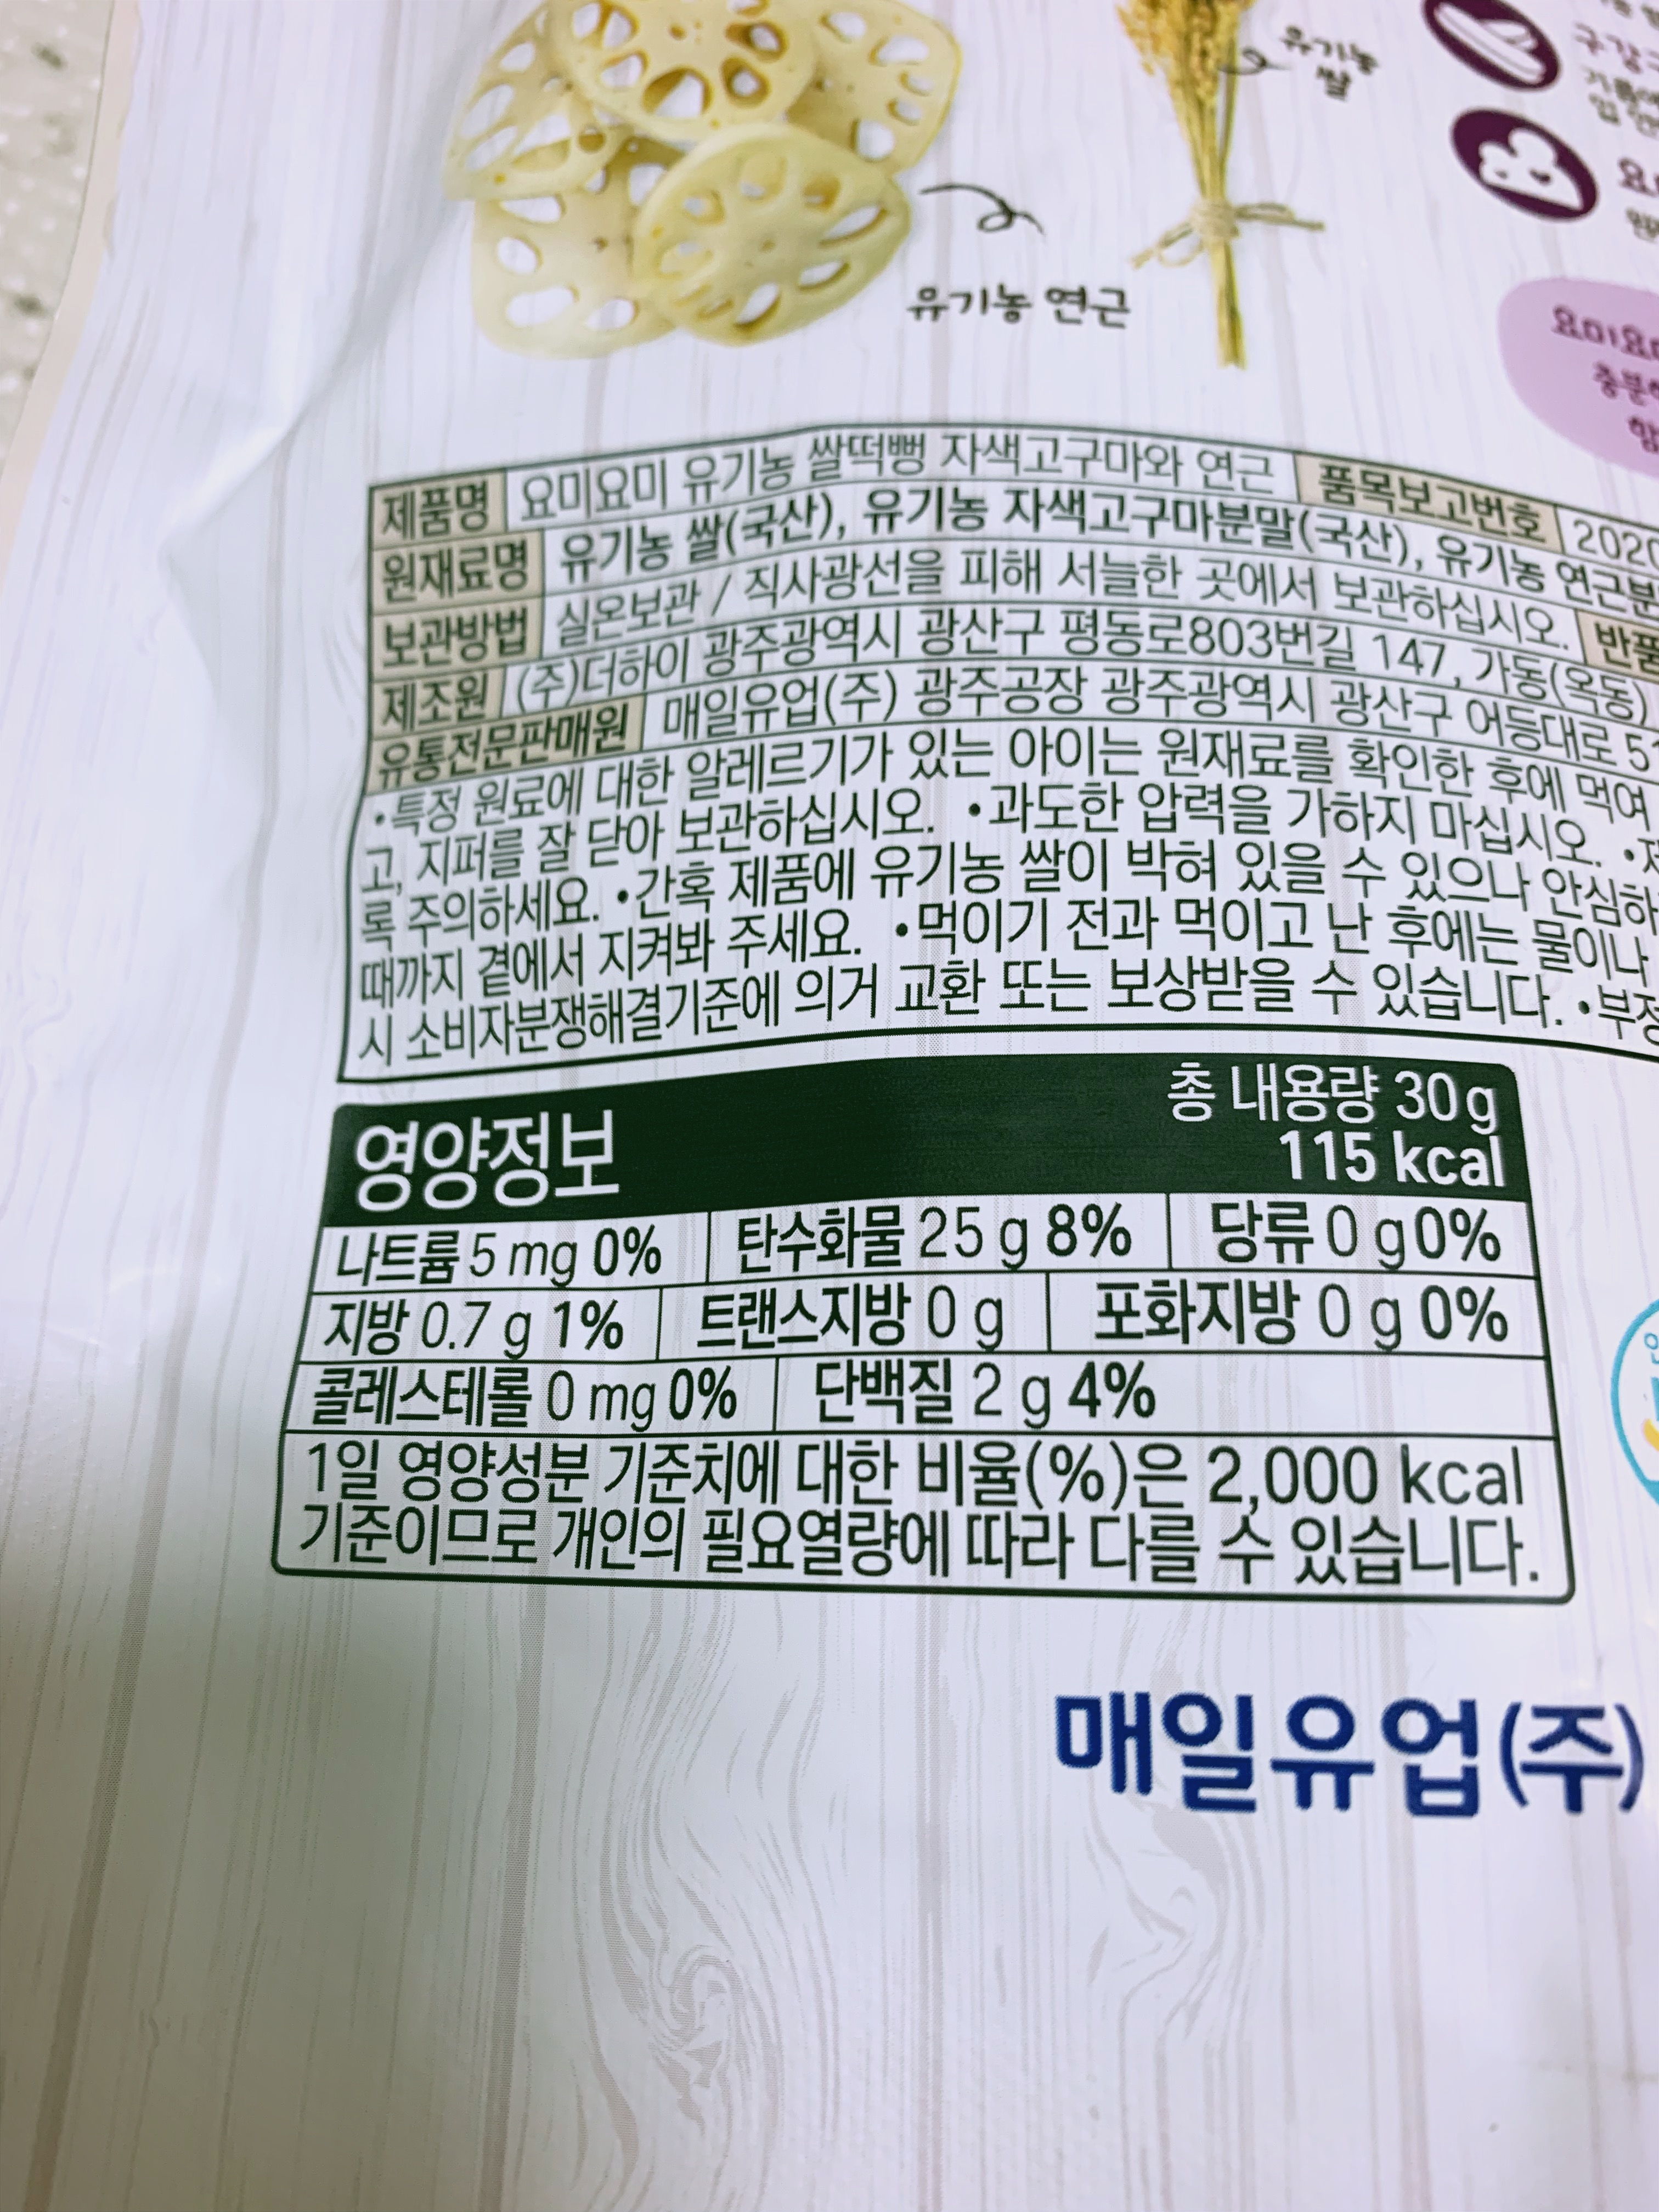 유기농
쌀
유기농 연근
요미요
충분
제품명 요미요미 유기농 쌀떡뻥 자색고구마와 연근 품목보고번호 2020
원재료명 유기농 쌀(국산), 유기농 자색고구마분말(국산), 유기농 연근분
보관방법 실온보관 / 직사광선을 피해 서늘한 곳에서 보관하십시오. 반품
제조원 (주)더하이 광주광역시 광산구 평동로803번길 147, 가동(옥동)
유통전문판매원 매일유업(주) 광주공장 광주광역시 광산구 어등대로 51
•특정 원료에 대한 알레르기가 있는 아이는 원재료를 확인한 후에 먹여
고, 지퍼를 잘 닫아 보관하십시오. •과도한 압력을 가하지 마십시오. •제
록 주의하세요. •간혹 제품에 유기농 쌀이 박혀 있을 수 있으나 안심하
때까지 곁에서 지켜봐 주세요. •먹이기 전과 먹이고 난 후에는 물이나
시 소비자분쟁해결기준에 의거 교환 또는 보상받을 수 있습니다. •부정
총 내용량 30g
영양정보 115 kcal
나트륨 5 mg 0% 탄수화물 25 g 8% 당류 0 g 0%
지방 0.7 g 1% 트랜스지방 0 g 포화지방 0 g 0%
콜레스테롤 0 mg 0% 단백질 2 g 4%
1일 영양성분 기준치에 대한 비율(%)은 2,000 kcal
기준이므로 개인의 필요열량에 따라 다를 수 있습니다.
매일유업(주)